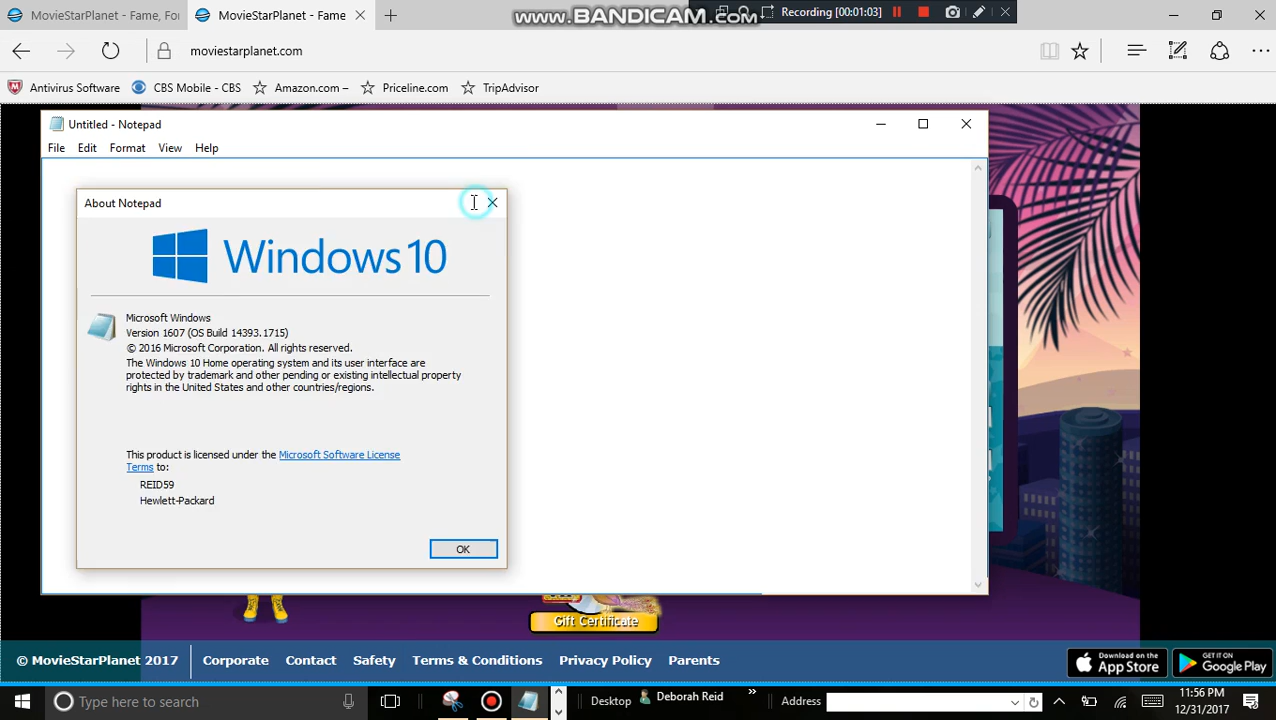 MovieStarPlanet - Fame, For
MovieStarPlanet - Fame
www.BANDICAM.com
Recording [00:01:03]
moviestarplanet.com
Antivirus Software
CBS Mobile - CBS
Amazon.com –
Priceline.com
TripAdvisor
Untitled - Notepad
File Edit Format View Help
About Notepad
Windows 10
Microsoft Windows
Version 1607 (OS Build 14393.1715)
© 2016 Microsoft Corporation. All rights reserved.
The Windows 10 Home operating system and its user interface are
protected by trademark and other pending or existing intellectual property
rights in the United States and other countries/regions.
This product is licensed under the Microsoft Software License
Terms to:
REID59
Hewlett-Packard
OK
Gift Certificate
© MovieStarPlanet 2017
Corporate Contact Safety Terms & Conditions Privacy Policy Parents
Download on the
App Store
GET IT ON
Google Play
Type here to search
Desktop
Deborah Reid
Address
11:56 PM
12/31/2017